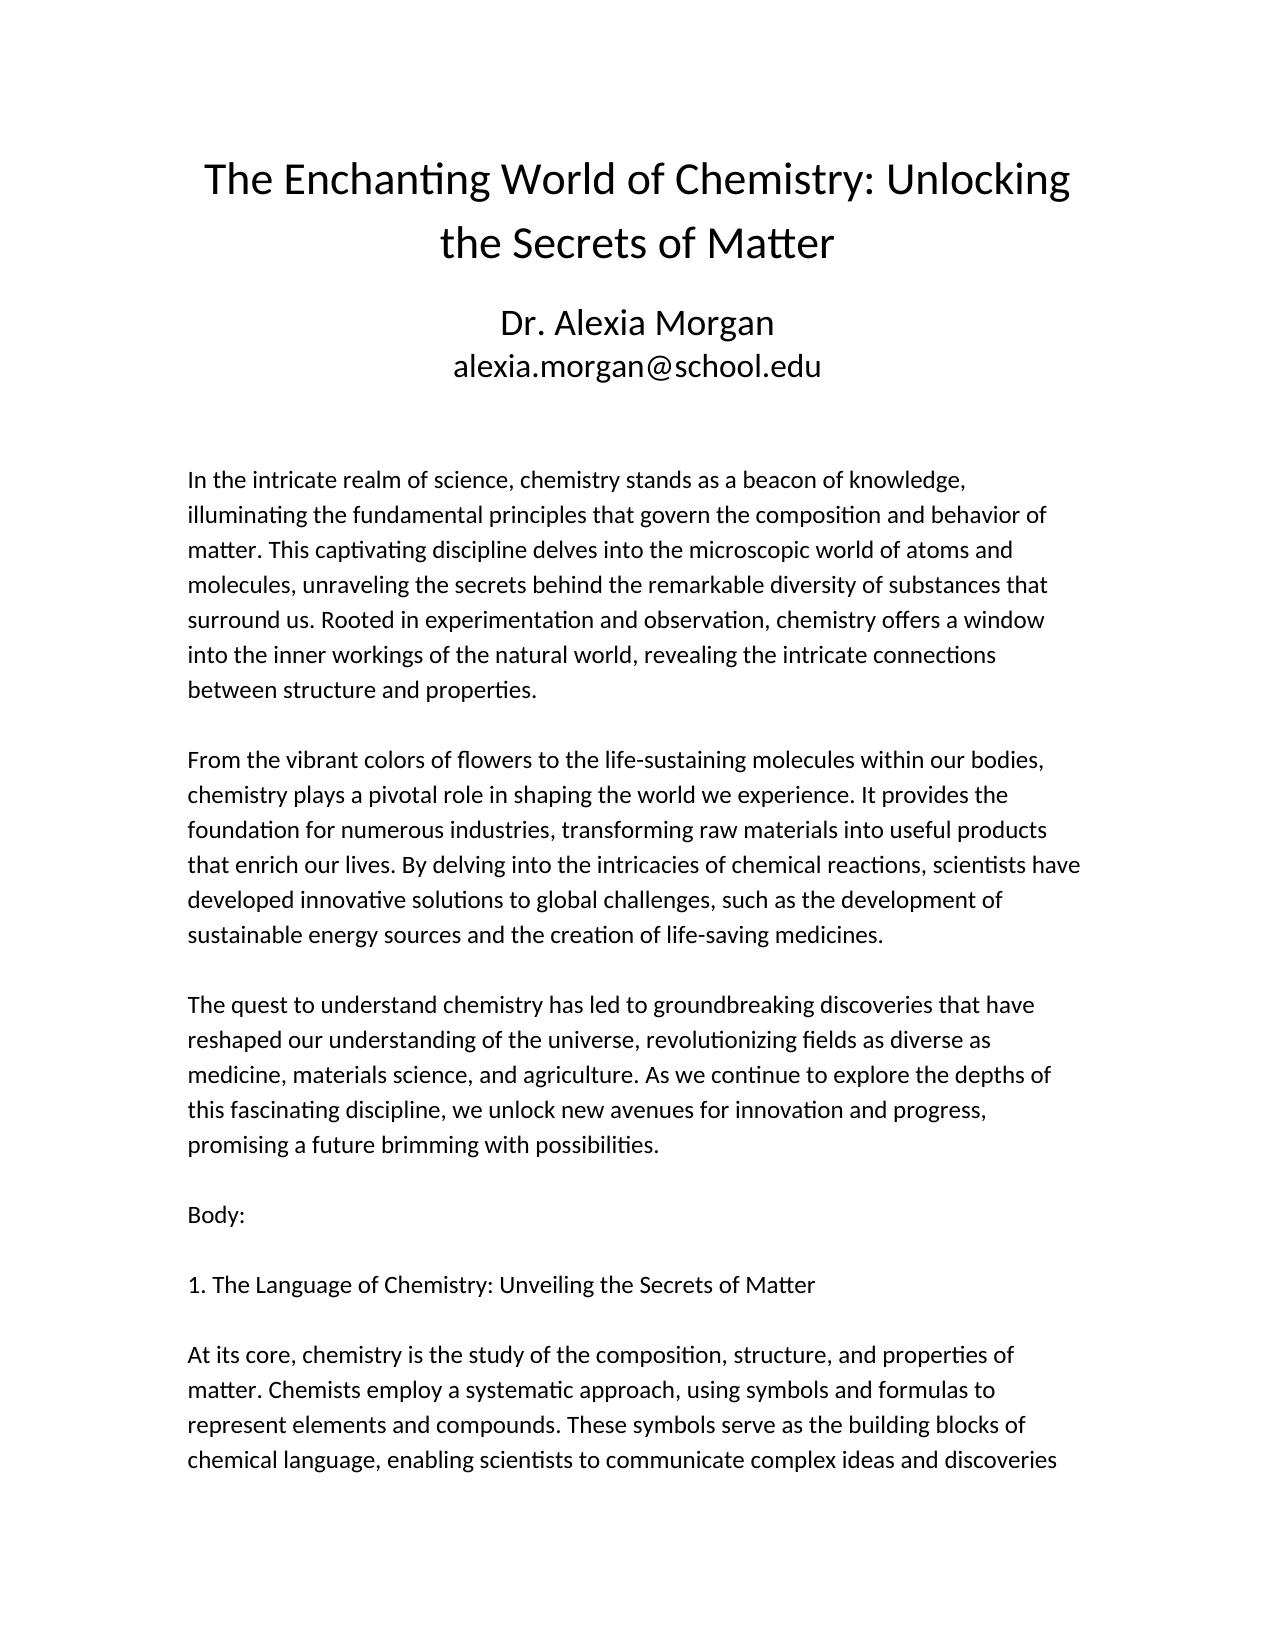 The Enchanting World of Chemistry: Unlocking
the Secrets of Matter
Dr. Alexia Morgan
alexia.morgan@school.edu
In the intricate realm of science, chemistry stands as a beacon of knowledge,
illuminating the fundamental principles that govern the composition and behavior of
matter. This captivating discipline delves into the microscopic world of atoms and
molecules, unraveling the secrets behind the remarkable diversity of substances that
surround us. Rooted in experimentation and observation, chemistry offers a window
into the inner workings of the natural world, revealing the intricate connections
between structure and properties.
From the vibrant colors of flowers to the life-sustaining molecules within our bodies,
chemistry plays a pivotal role in shaping the world we experience. It provides the
foundation for numerous industries, transforming raw materials into useful products
that enrich our lives. By delving into the intricacies of chemical reactions, scientists have
developed innovative solutions to global challenges, such as the development of
sustainable energy sources and the creation of life-saving medicines.
The quest to understand chemistry has led to groundbreaking discoveries that have
reshaped our understanding of the universe, revolutionizing fields as diverse as
medicine, materials science, and agriculture. As we continue to explore the depths of
this fascinating discipline, we unlock new avenues for innovation and progress,
promising a future brimming with possibilities.
Body:
1. The Language of Chemistry: Unveiling the Secrets of Matter
At its core, chemistry is the study of the composition, structure, and properties of
matter. Chemists employ a systematic approach, using symbols and formulas to
represent elements and compounds. These symbols serve as the building blocks of
chemical language, enabling scientists to communicate complex ideas and discoveries